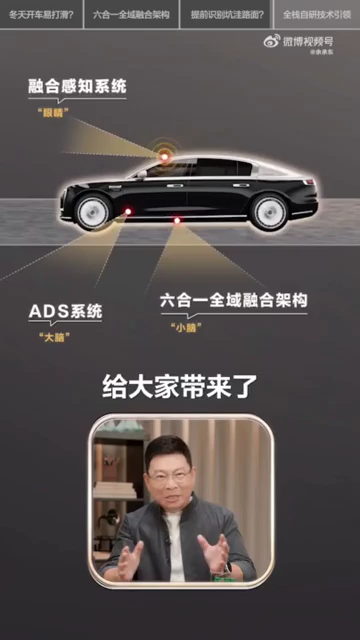 冬天开车易打滑?
六合一全域融合架构
提前识别坑洼路面?
全栈自研技术引领
微博视频号
融合感知系统
“眼睛”
ADS系统
“大脑”
六合一全域融合架构
“小脑”
给大家带来了